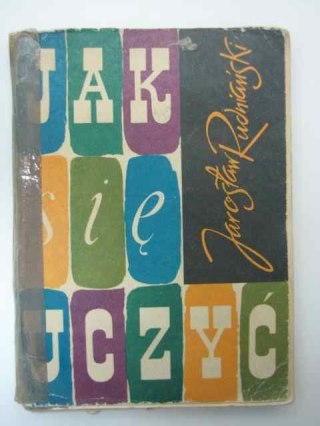 JAK
się
UCZYĆ
Jarosław Rudniański